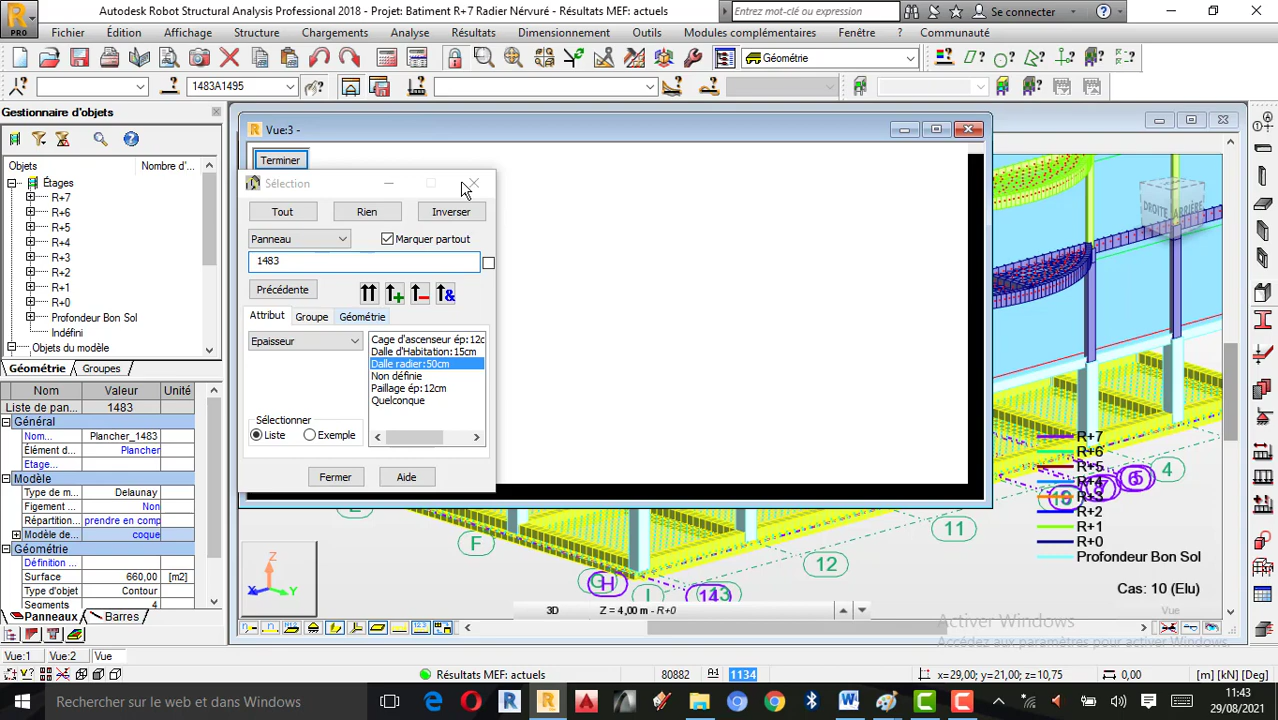 Autodesk Robot Structural Analysis Professional 2018 - Projet: Batiment R+7 Radier Nérvuré - Résultats MEF: actuels
Entrez mot-clé ou expression
Se connecter
PRO
Fichier Édition Affichage Structure Chargements Analyse Résultats Dimensionnement Outils Modules complémentaires Fenêtre ? Communauté
Géométrie
1483A1495
Gestionnaire d'objets
Objets Nombre d'...
Étages
R+7
R+6
R+5
R+4
R+3
R+2
R+1
R+0
Profondeur Bon Sol
Indéfini
Objets du modèle
Géométrie Groupes
Nom Valeur Unité
Liste de pan... 1483
Général
Nom... Plancher_1483
Élément d... Plancher
Etage...
Modèle
Type de m... Delaunay
Figement ... Non
Répartition... prendre en comp
Modèle de... coque
Géométrie
Définition ...
Surface 660,00 [m2]
Type d'objet Contour
Segments 4
Panneaux Barres
Vue:3 -
Terminer
Sélection
Tout Rien Inverser
Panneau Marquer partout
1483
Précédente
Attribut Groupe Géométrie
Epaisseur
Cage d'ascenseur ép:12c
Dalle d'Habitation:15cm
Dalle radier:50cm
Non définie
Paillage ép:12cm
Quelconque
Sélectionner
Liste Exemple
Fermer Aide
DROITE ARRIÈRE
R+7
R+6
R+5
R+4
R+3
R+2
R+1
R+0
Profondeur Bon Sol
Cas: 10 (Elu)
4
11
12
F
H
I
13
Z
X Y
3D Z = 4,00 m - R+0
Vue
Activer Windows
Accédez aux paramètres pour activer Windows.
Vue:1 Vue:2 Vue
Résultats MEF: actuels 80882 1134 x=29,00; y=21,00; z=10,75 0,00 [m] [kN] [Deg]
Rechercher sur le web et dans Windows
11:43
29/08/2021